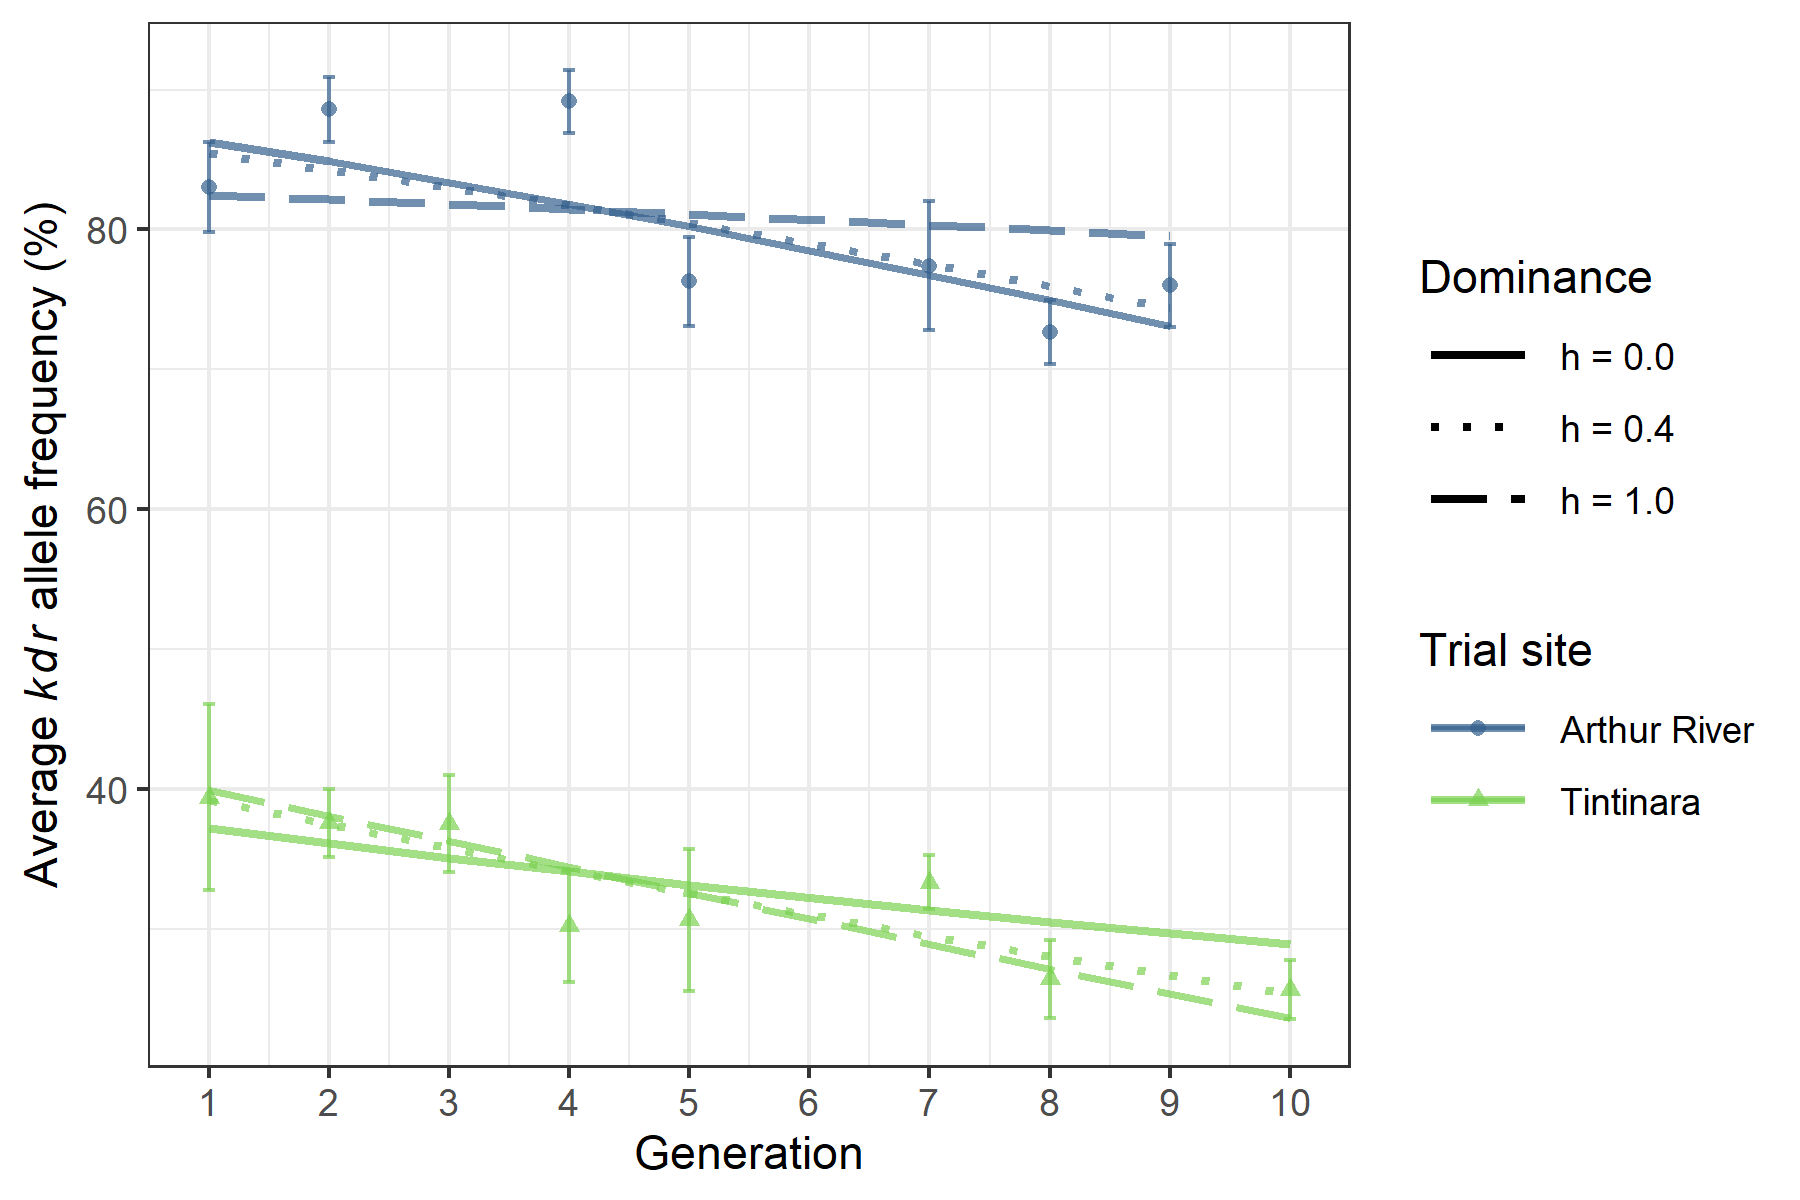 Average kdr allele frequency (%)
80
60
40
1 2 3 4 5 6 7 8 9 10
Generation
Dominance
h = 0.0
h = 0.4
h = 1.0
Trial site
Arthur River
Tintinara